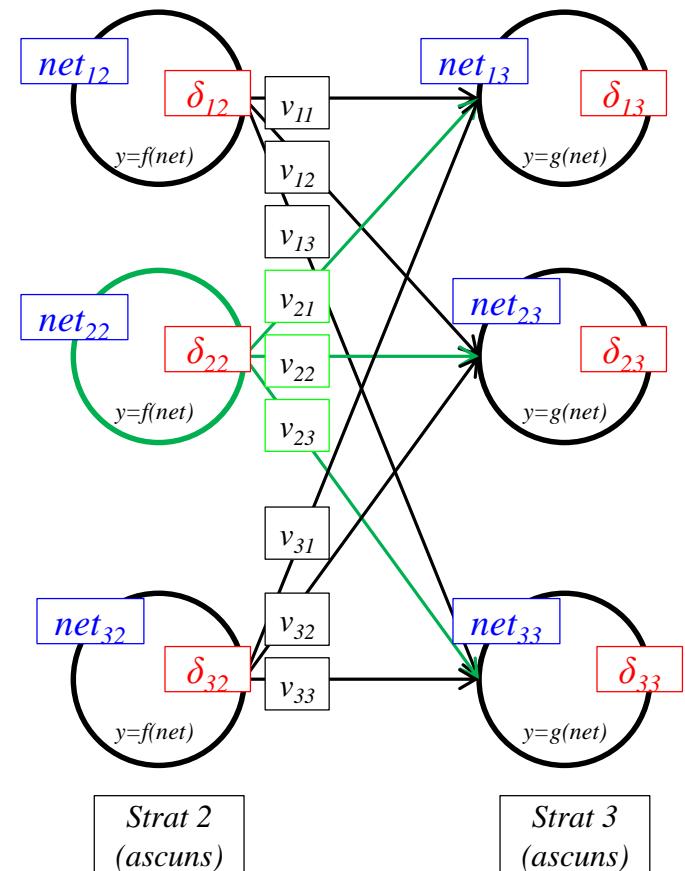 net₁₂
δ₁₂
y=f(net)
net₂₂
δ₂₂
y=f(net)
net₃₂
δ₃₂
y=f(net)
v₁₁
v₁₂
v₁₃
v₂₁
v₂₂
v₂₃
v₃₁
v₃₂
v₃₃
net₁₃
δ₁₃
y=g(net)
net₂₃
δ₂₃
y=g(net)
net₃₃
δ₃₃
y=g(net)
Strat 2
(ascuns)
Strat 3
(ascuns)